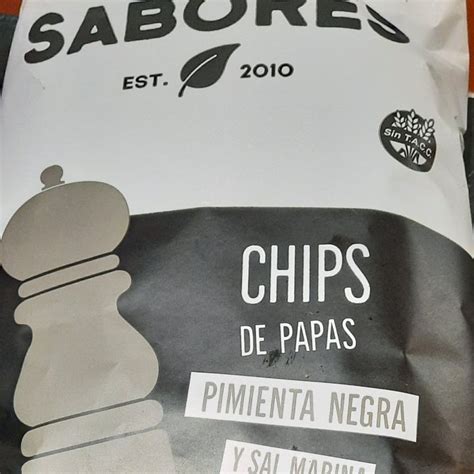 SABORES
EST. 2010
Sin T.A.C.C.
CHIPS
DE PAPAS
PIMIENTA NEGRA
Y SAL MARINA